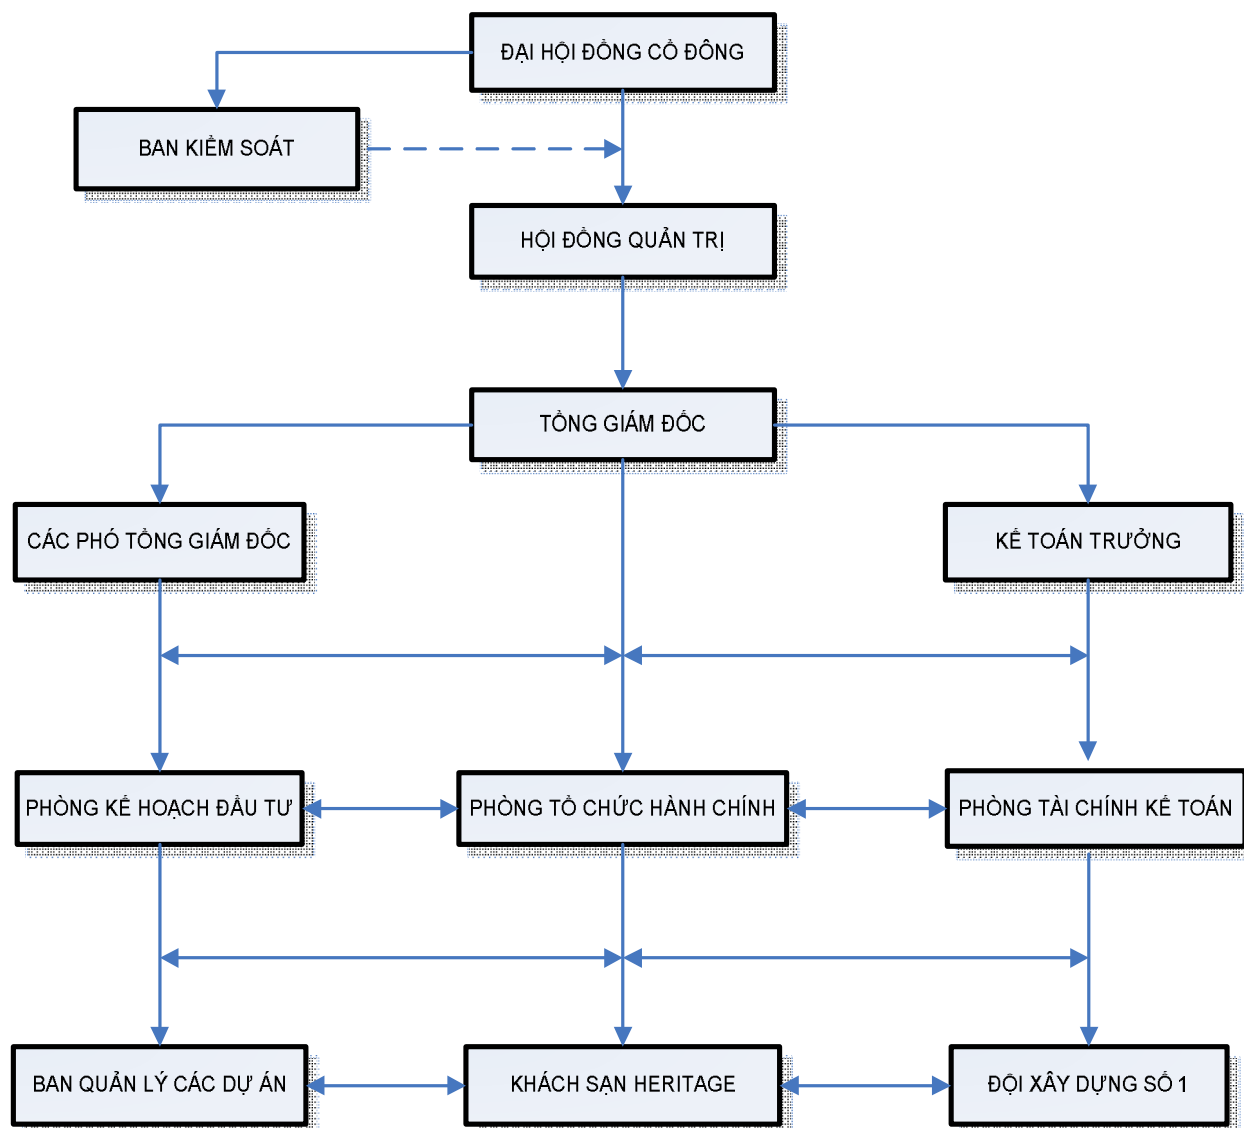 ĐẠI HỘI ĐỒNG CỔ ĐÔNG
BAN KIỂM SOÁT
HỘI ĐỒNG QUẢN TRỊ
TỔNG GIÁM ĐỐC
CÁC PHÓ TỔNG GIÁM ĐỐC
KẾ TOÁN TRƯỞNG
PHÒNG KẾ HOẠCH ĐẦU TƯ
PHÒNG TỔ CHỨC HÀNH CHÍNH
PHÒNG TÀI CHÍNH KẾ TOÁN
BAN QUẢN LÝ CÁC DỰ ÁN
KHÁCH SẠN HERITAGE
ĐỘI XÂY DỰNG SỐ 1